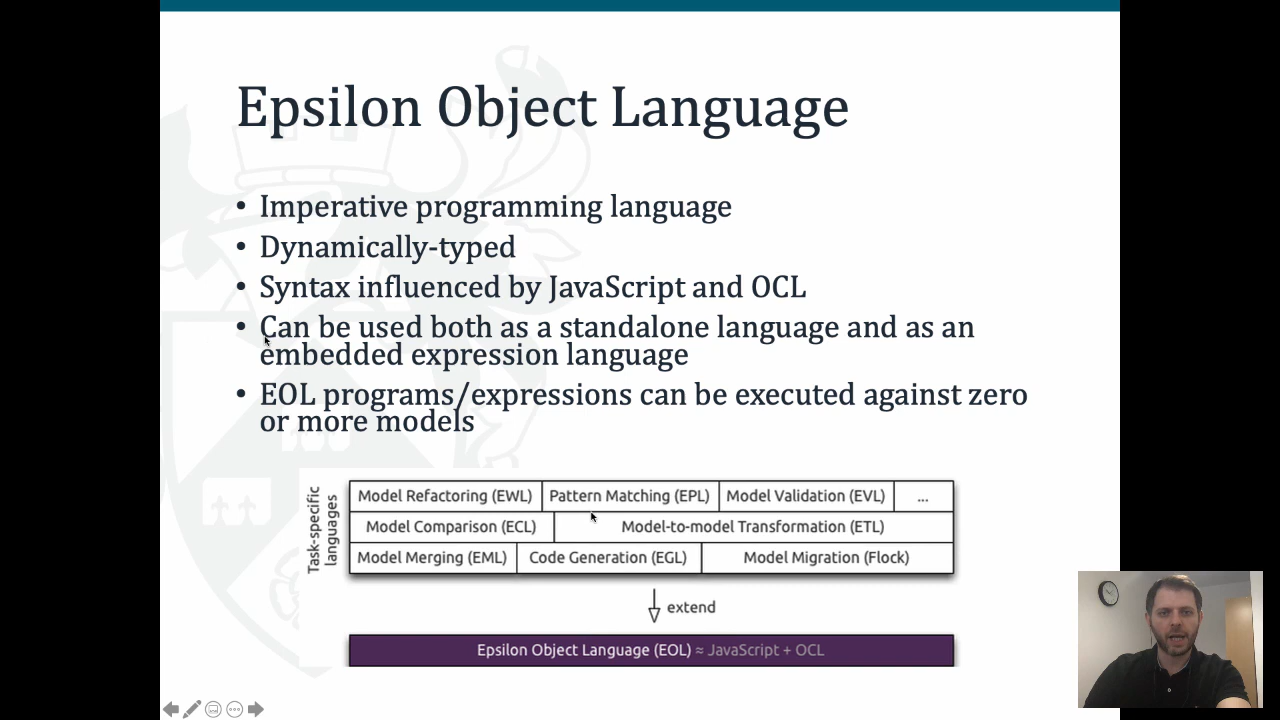 Epsilon Object Language
• Imperative programming language
• Dynamically-typed
• Syntax influenced by JavaScript and OCL
• Can be used both as a standalone language and as an
embedded expression language
• EOL programs/expressions can be executed against zero
or more models
Task-specific
languages
Model Refactoring (EWL) Pattern Matching (EPL) Model Validation (EVL) ...
Model Comparison (ECL) Model-to-model Transformation (ETL)
Model Merging (EML) Code Generation (EGL) Model Migration (Flock)
extend
Epsilon Object Language (EOL) ≈ JavaScript + OCL